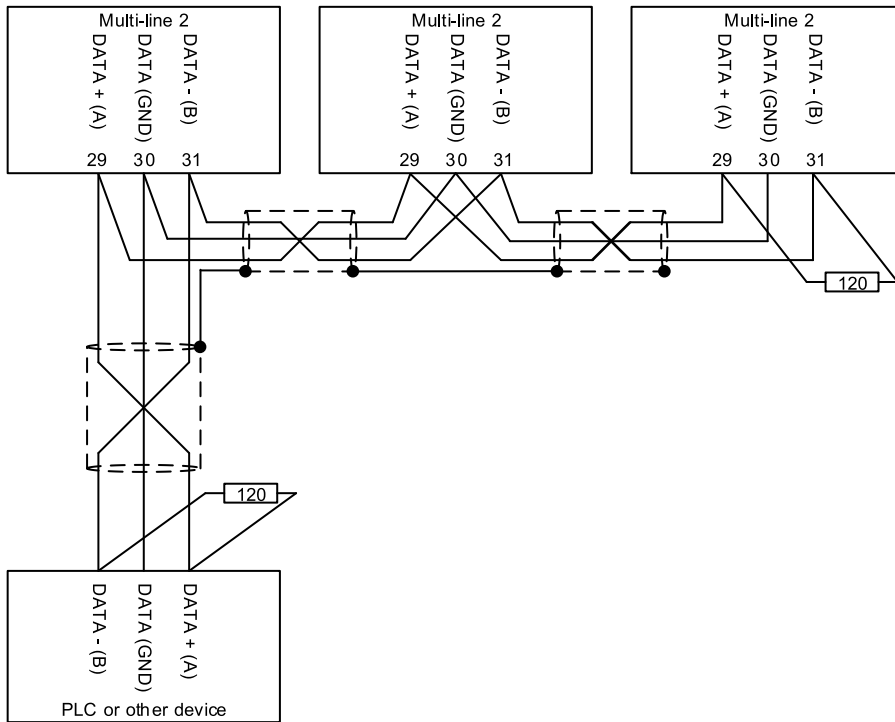 Multi-line 2
DATA + (A)
DATA (GND)
DATA - (B)
29 30 31
Multi-line 2
DATA + (A)
DATA (GND)
DATA - (B)
29 30 31
Multi-line 2
DATA + (A)
DATA (GND)
DATA - (B)
29 30 31
120
120
DATA - (B)
DATA (GND)
DATA + (A)
PLC or other device